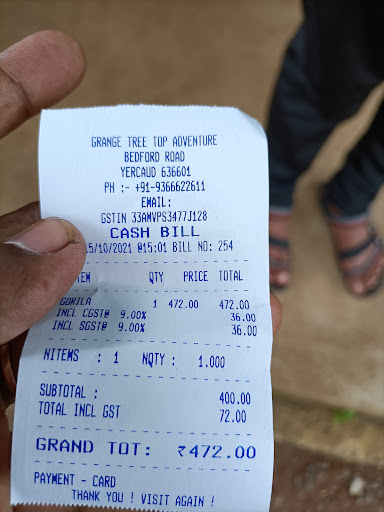 GRANGE TREE TOP ADVENTURE
BEDFORD ROAD
YERCAUD 636601
PH :- +91-9366622611
EMAIL:
GSTIN 33AMVPS3477J1Z8
CASH BILL
15/10/2021 @15:01 BILL NO: 254
ITEM QTY PRICE TOTAL
GORILA 1 472.00 472.00
INCL CGST@ 9.00% 36.00
INCL SGST@ 9.00% 36.00
NITEMS : 1 NQTY : 1.000
SUBTOTAL : 400.00
TOTAL INCL GST 72.00
GRAND TOT: ₹472.00
PAYMENT - CARD
THANK YOU ! VISIT AGAIN !